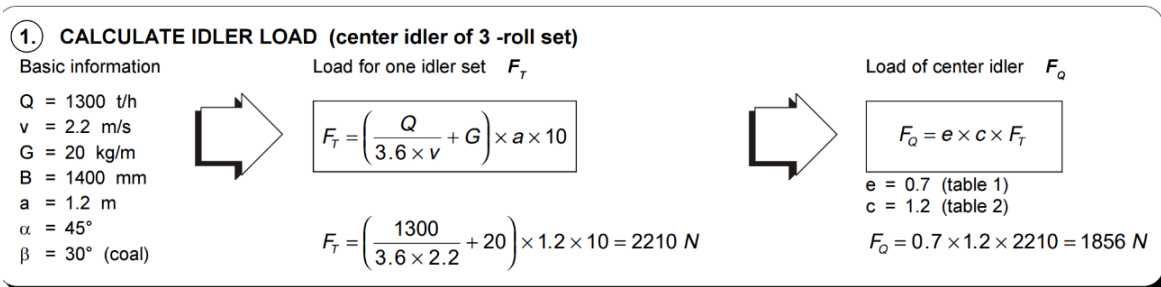 1. CALCULATE IDLER LOAD (center idler of 3 -roll set)
Basic information
Q = 1300 t/h
v = 2.2 m/s
G = 20 kg/m
B = 1400 mm
a = 1.2 m
α = 45°
β = 30° (coal)
Load for one idler set F_T
F_T = (Q / (3.6 × v) + G) × a × 10
F_T = (1300 / (3.6 × 2.2) + 20) × 1.2 × 10 = 2210 N
Load of center idler F_Q
F_Q = e × c × F_T
e = 0.7 (table 1)
c = 1.2 (table 2)
F_Q = 0.7 × 1.2 × 2210 = 1856 N